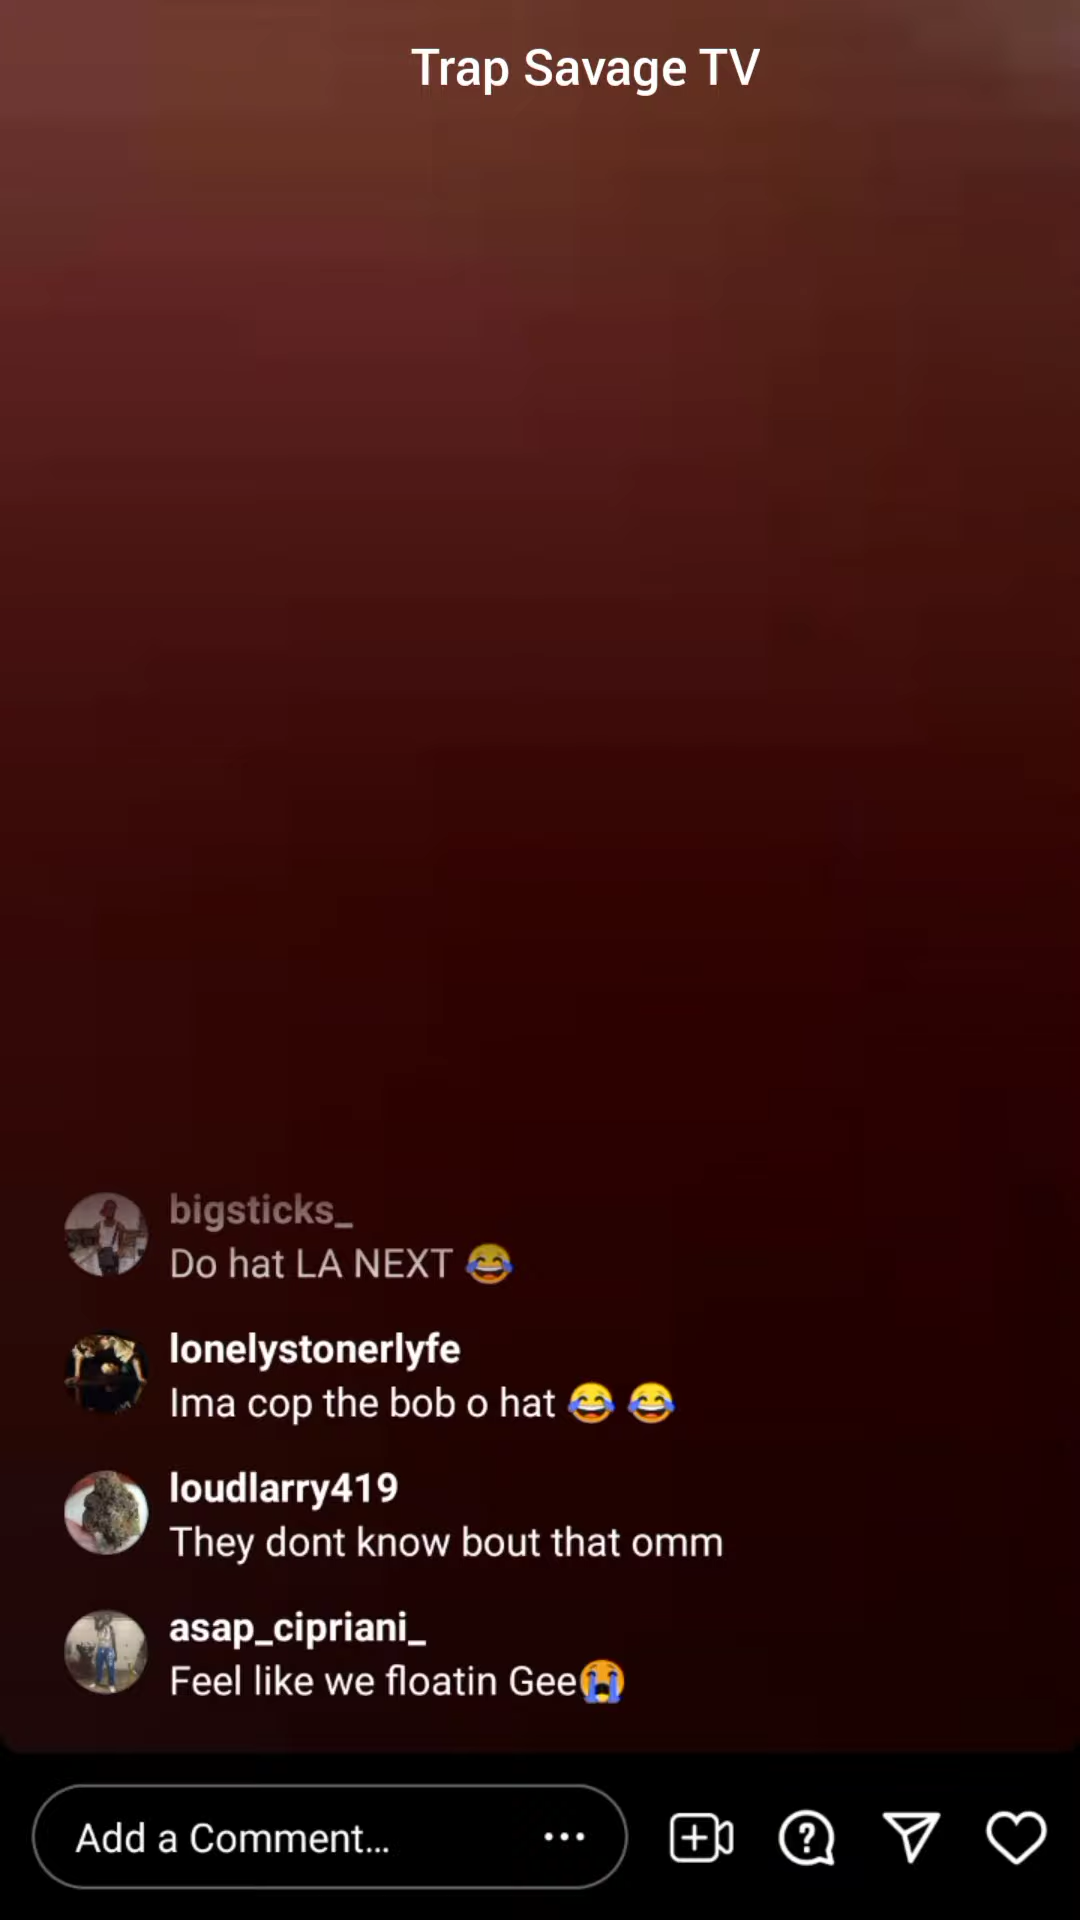 Trap Savage TV
bigsticks_
Do hat LA NEXT 😂
lonelystonerlyfe
Ima cop the bob o hat 😂 😂
loudlarry419
They dont know bout that omm
asap_cipriani_
Feel like we floatin Gee😭
Add a Comment...